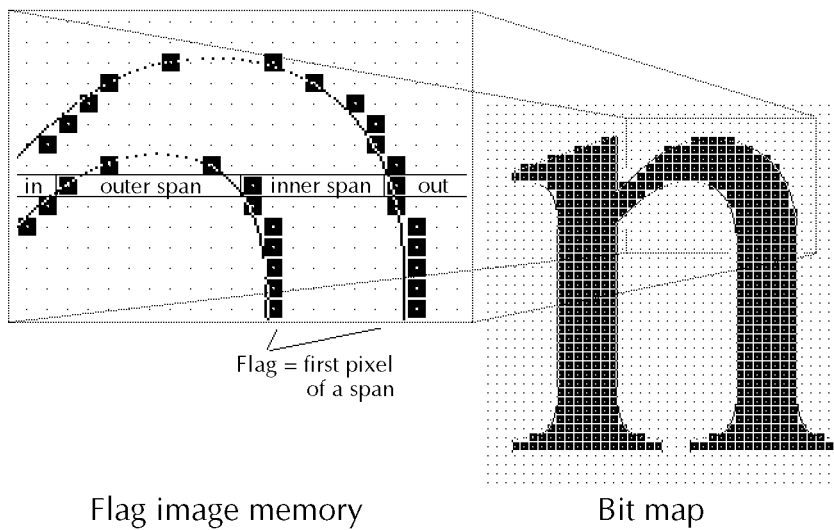 in outer span inner span out
Flag = first pixel
of a span
Flag image memory
Bit map